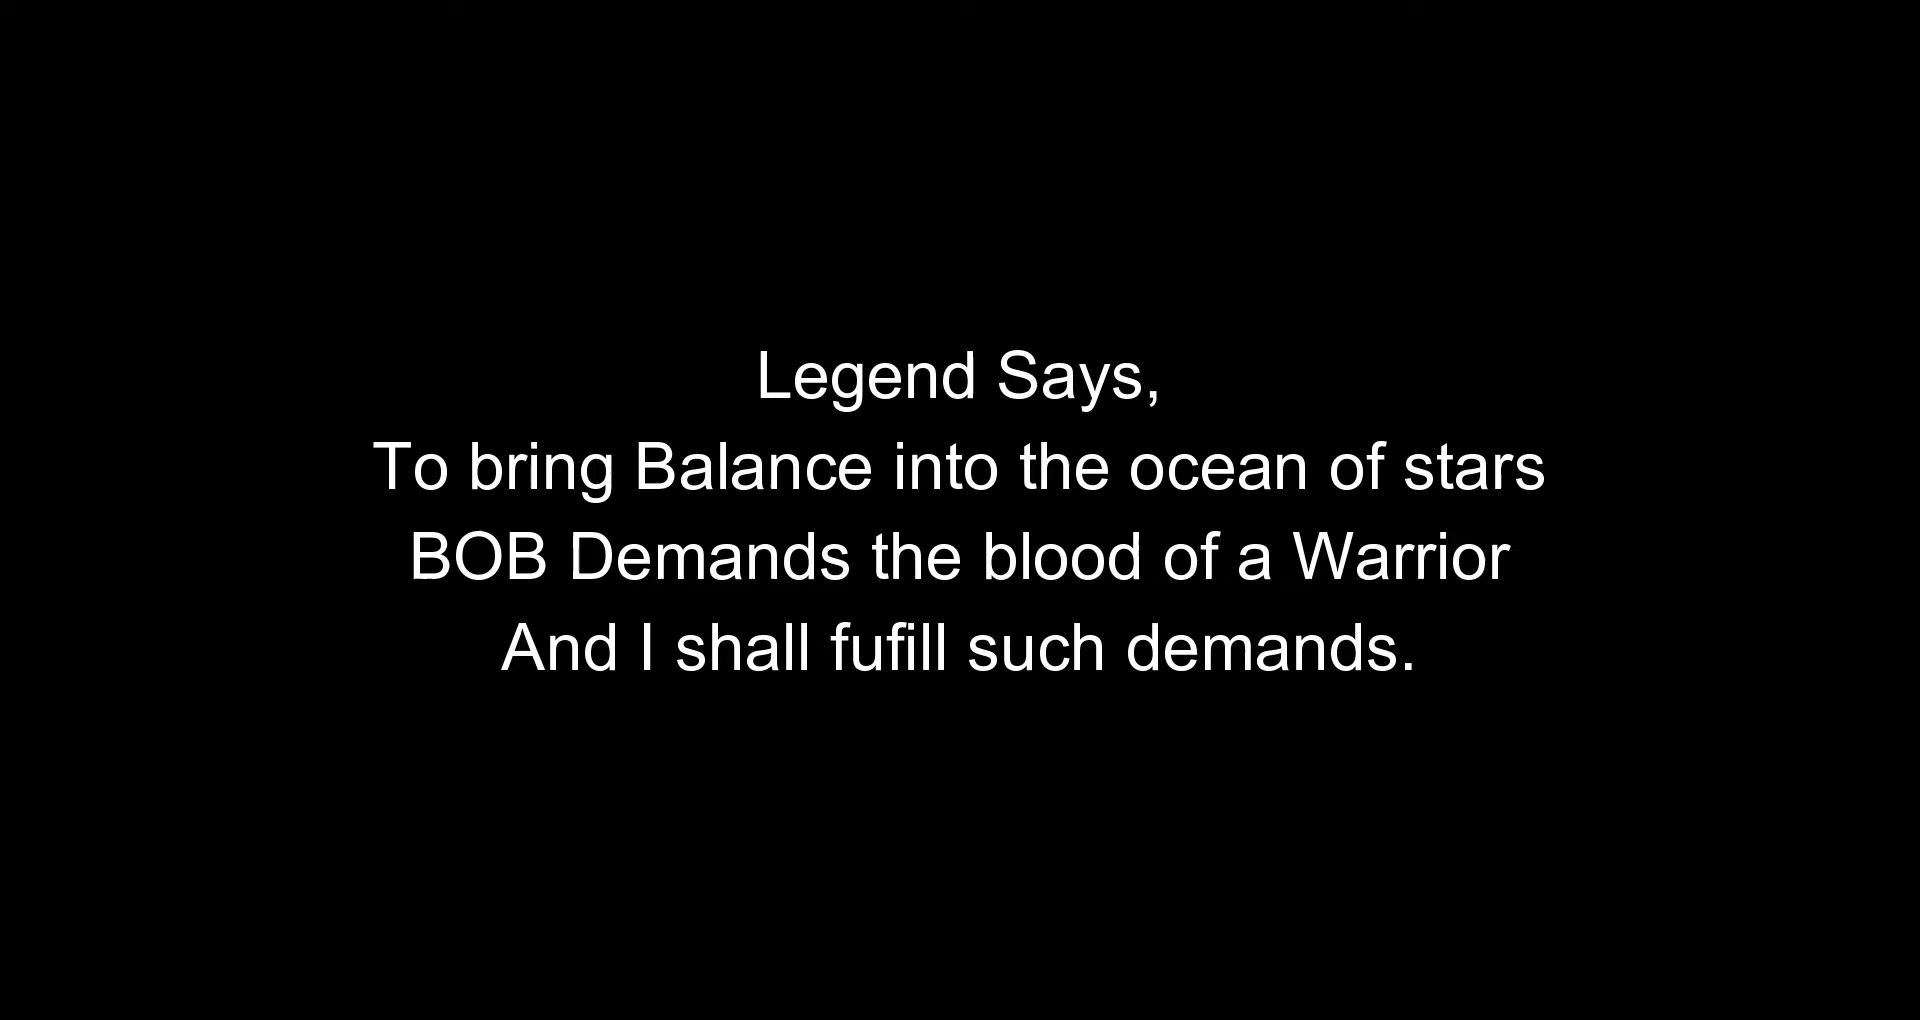 Legend Says,
To bring Balance into the ocean of stars
BOB Demands the blood of a Warrior
And I shall fufill such demands.